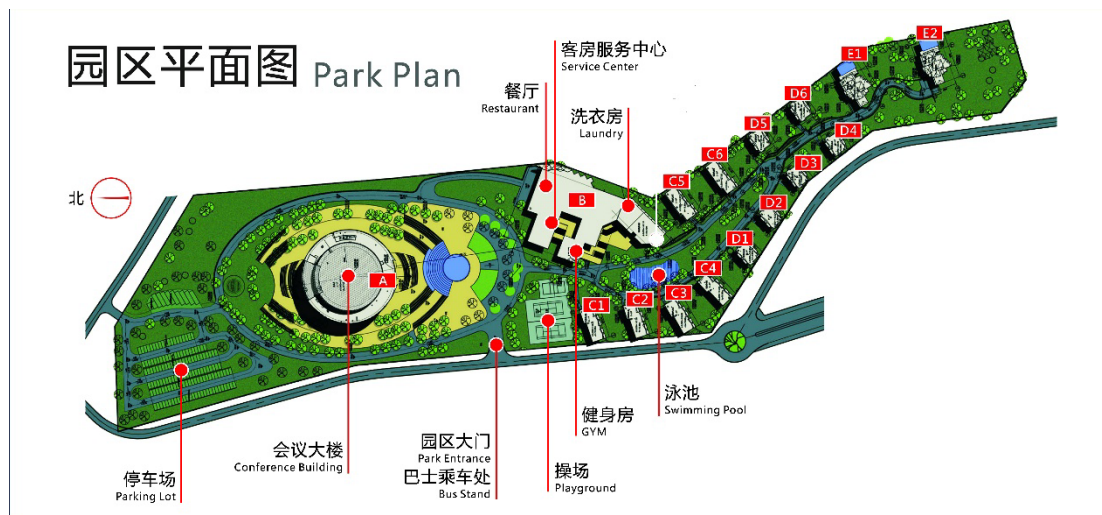 园区平面图 Park Plan
客房服务中心
Service Center
餐厅
Restaurant
洗衣房
Laundry
北
E2
E1
D6
D5
D4
C6
D3
C5
B
D2
D1
A
C4
C3
C2
C1
泳池
Swimming Pool
健身房
GYM
会议大楼
Conference Building
园区大门
Park Entrance
巴士乘车处
Bus Stand
操场
Playground
停车场
Parking Lot